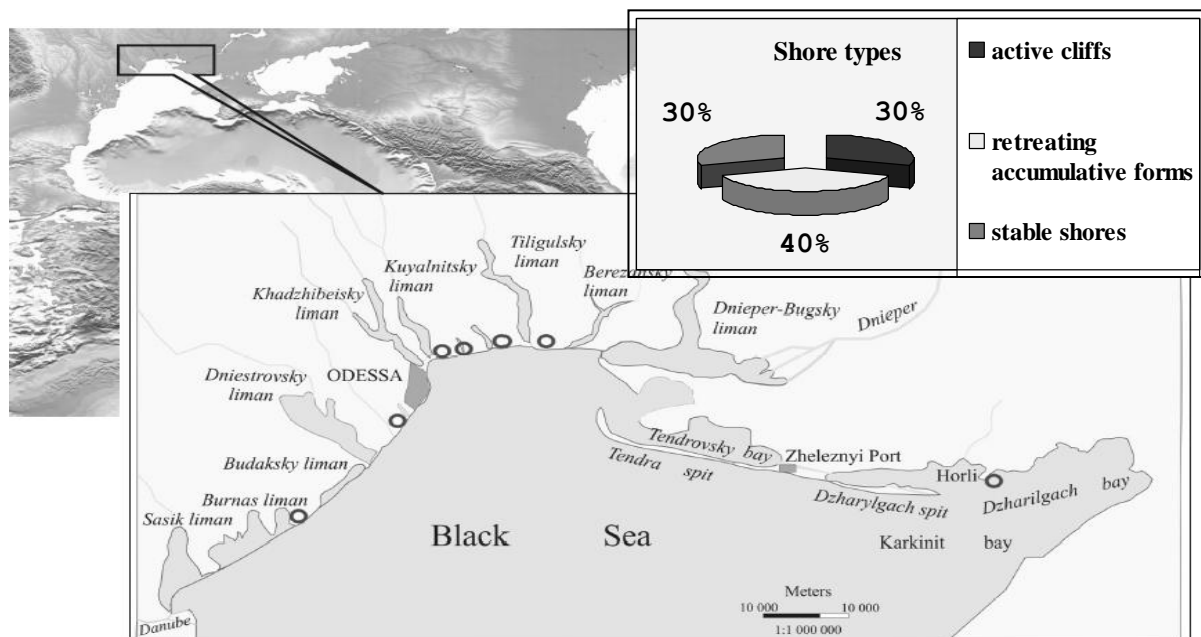 Shore types
30%
30%
40%
active cliffs
retreating
accumulative forms
stable shores
Tiligulsky
liman
Kuyalnitsky
liman
Berezansky
liman
Khadzhibeisky
liman
Dnieper-Bugsky
liman
Dnieper
Dniestrovsky
liman
ODESSA
Tendrovsky bay
Tendra spit
Zheleznyi Port
Horli
Dzharylgach spit
Dzharilgach bay
Budaksky liman
Burnas liman
Sasik liman
Black Sea
Karkinit bay
Meters
10 000 10 000
1:1 000 000
Danube